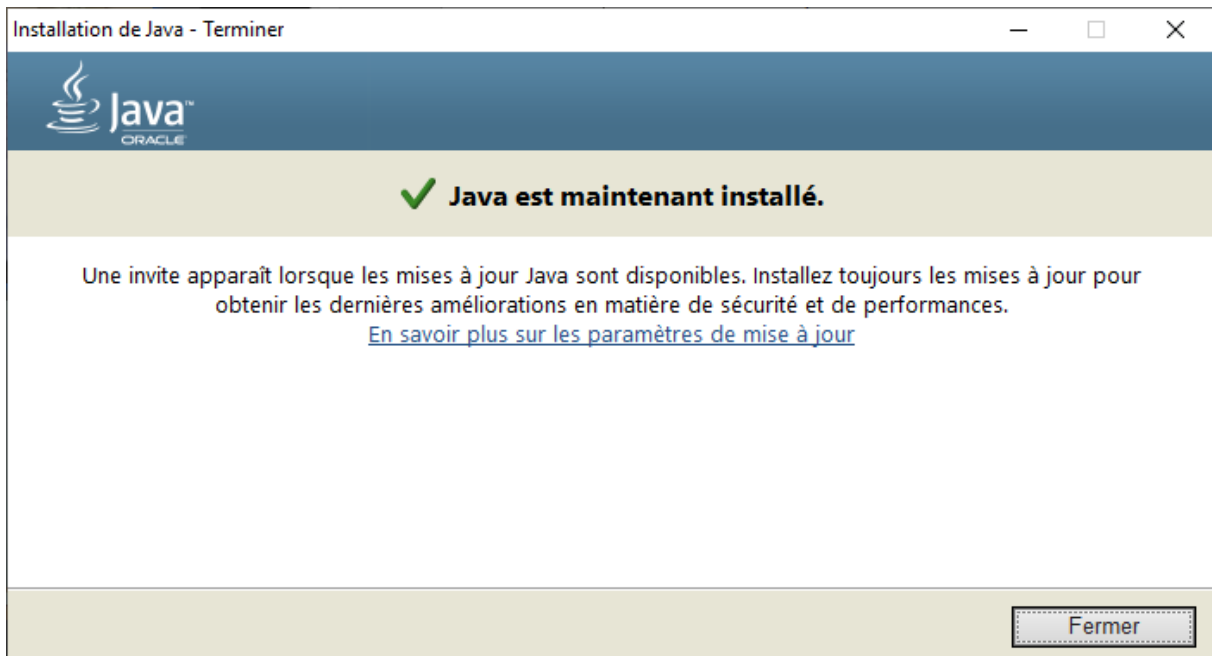 Installation de Java - Terminer
Java™
ORACLE
Java est maintenant installé.
Une invite apparaît lorsque les mises à jour Java sont disponibles. Installez toujours les mises à jour pour
obtenir les dernières améliorations en matière de sécurité et de performances.
En savoir plus sur les paramètres de mise à jour
Fermer